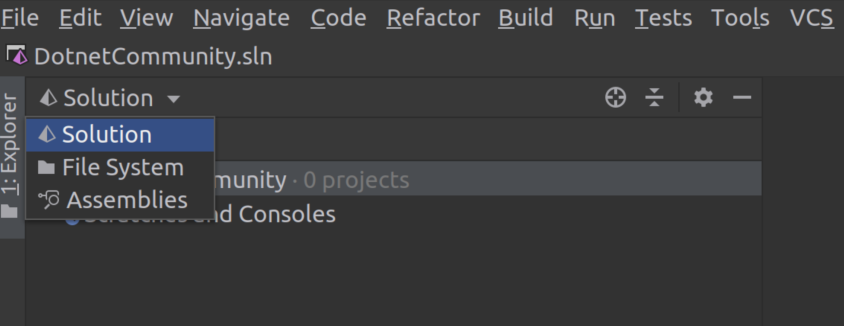 File Edit View Navigate Code Refactor Build Run Tests Tools VCS
DotnetCommunity.sln
1: Explorer
Solution
Solution
File System
Assemblies
munity · 0 projects
and Consoles